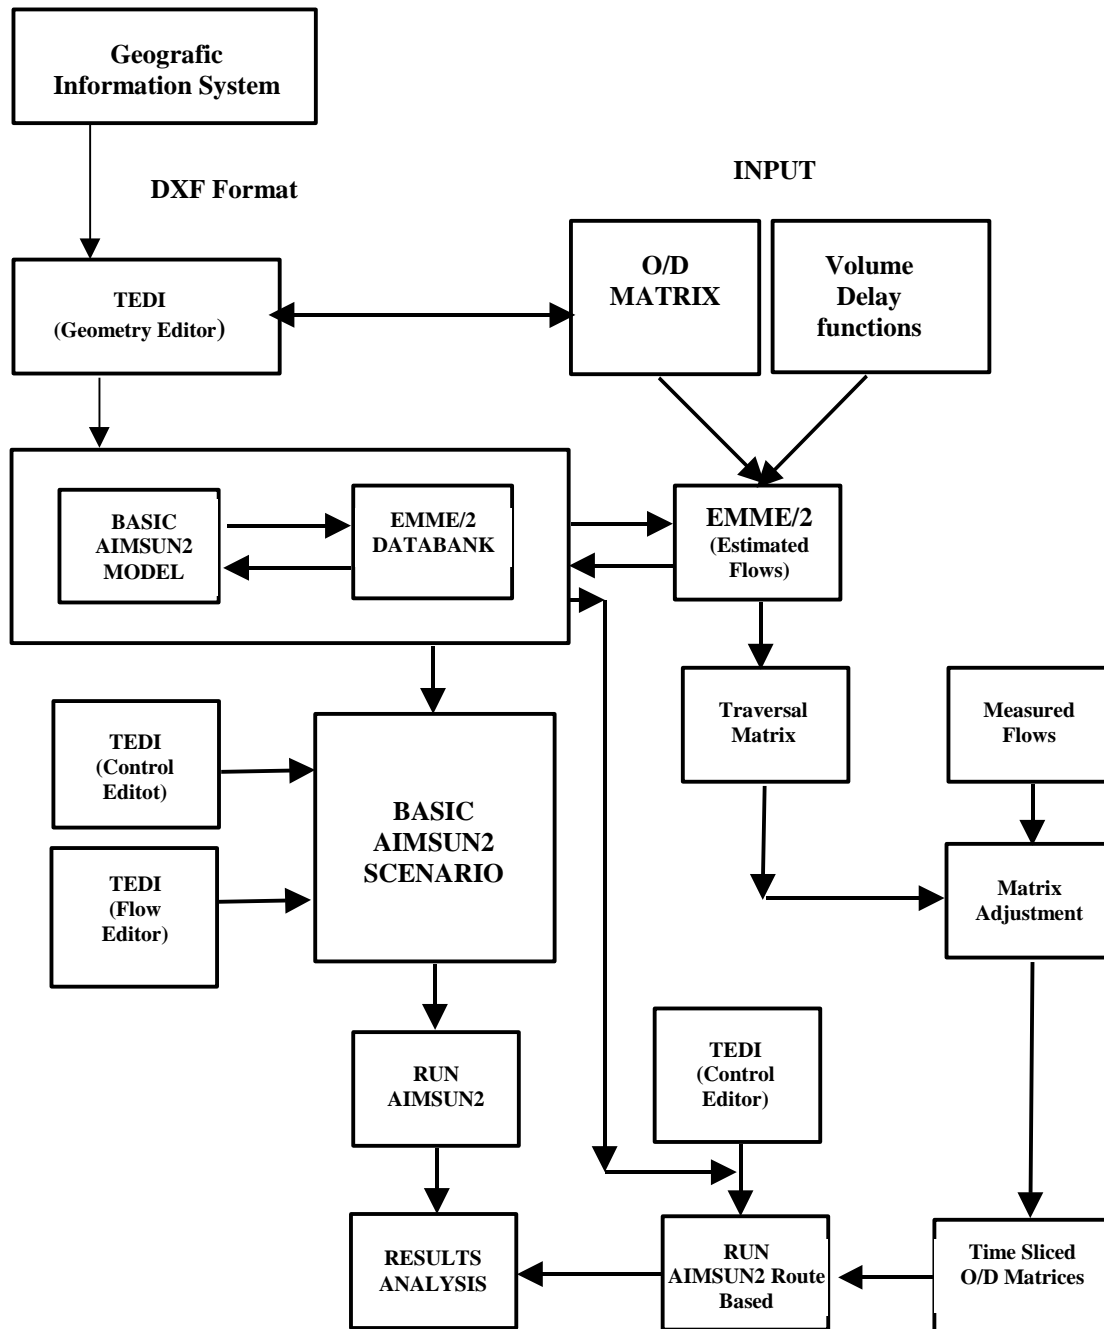 Geografic
Information System
DXF Format
INPUT
TEDI
(Geometry Editor)
O/D
MATRIX
Volume
Delay
functions
BASIC
AIMSUN2
MODEL
EMME/2
DATABANK
EMME/2
(Estimated
Flows)
Traversal
Matrix
Measured
Flows
TEDI
(Control
Editot)
BASIC
AIMSUN2
SCENARIO
TEDI
(Flow
Editor)
Matrix
Adjustment
RUN
AIMSUN2
TEDI
(Control
Editor)
RESULTS
ANALYSIS
RUN
AIMSUN2 Route
Based
Time Sliced
O/D Matrices